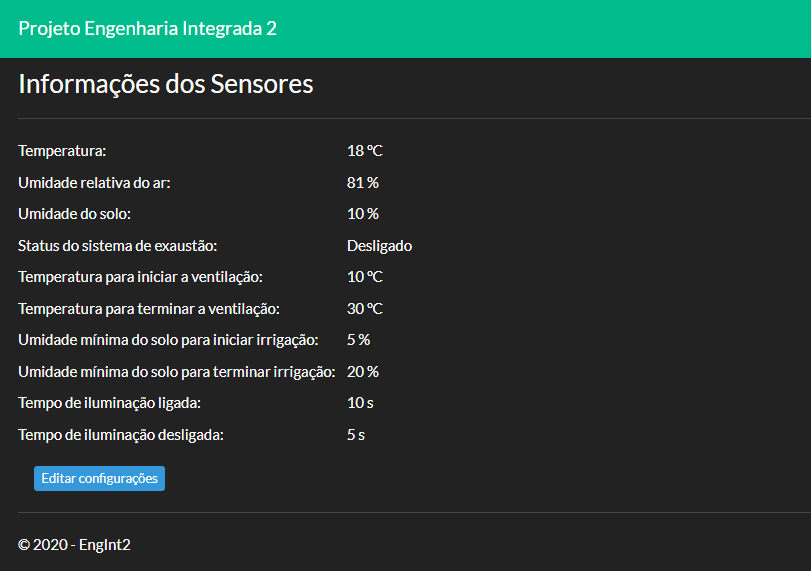 Projeto Engenharia Integrada 2
Informações dos Sensores
Temperatura: 18 ºC
Umidade relativa do ar: 81 %
Umidade do solo: 10 %
Status do sistema de exaustão: Desligado
Temperatura para iniciar a ventilação: 10 ºC
Temperatura para terminar a ventilação: 30 ºC
Umidade mínima do solo para iniciar irrigação: 5 %
Umidade mínima do solo para terminar irrigação: 20 %
Tempo de iluminação ligada: 10 s
Tempo de iluminação desligada: 5 s
Editar configurações
© 2020 - EngInt2